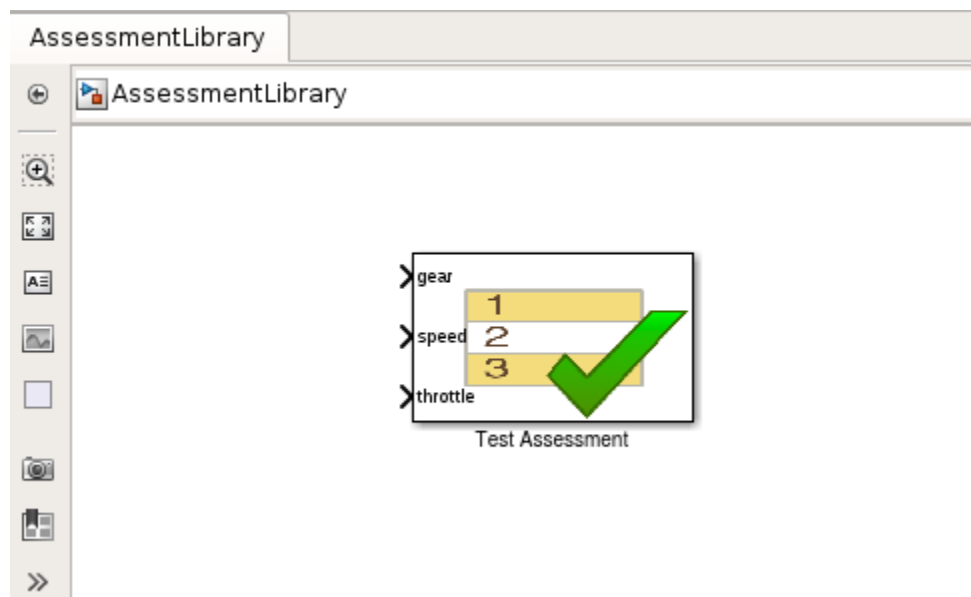 AssessmentLibrary
AssessmentLibrary
gear
1
speed
2
3
throttle
Test Assessment